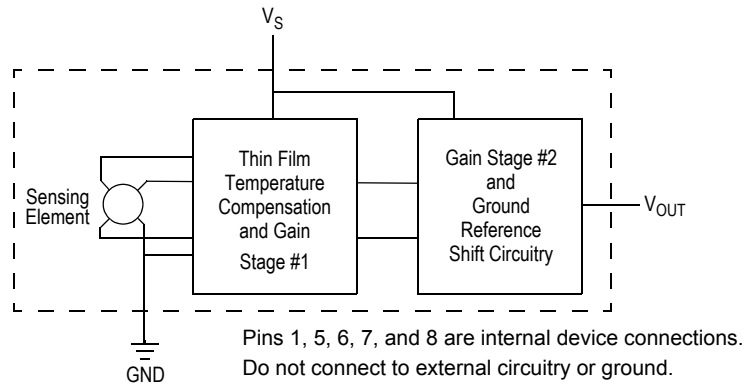 V_S
Sensing
Element
Thin Film
Temperature
Compensation
and Gain
Stage #1
Gain Stage #2
and
Ground
Reference
Shift Circuitry
V_OUT
GND
Pins 1, 5, 6, 7, and 8 are internal device connections.
Do not connect to external circuitry or ground.